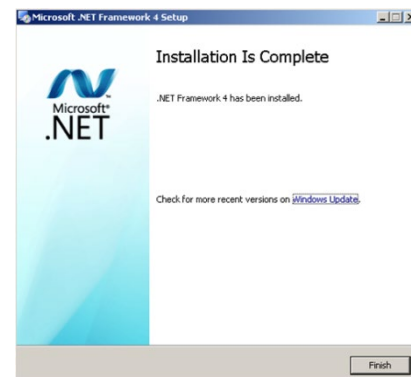 Microsoft .NET Framework 4 Setup
Installation Is Complete
Microsoft®
.NET
.NET Framework 4 has been installed.
Check for more recent versions on Windows Update.
Finish